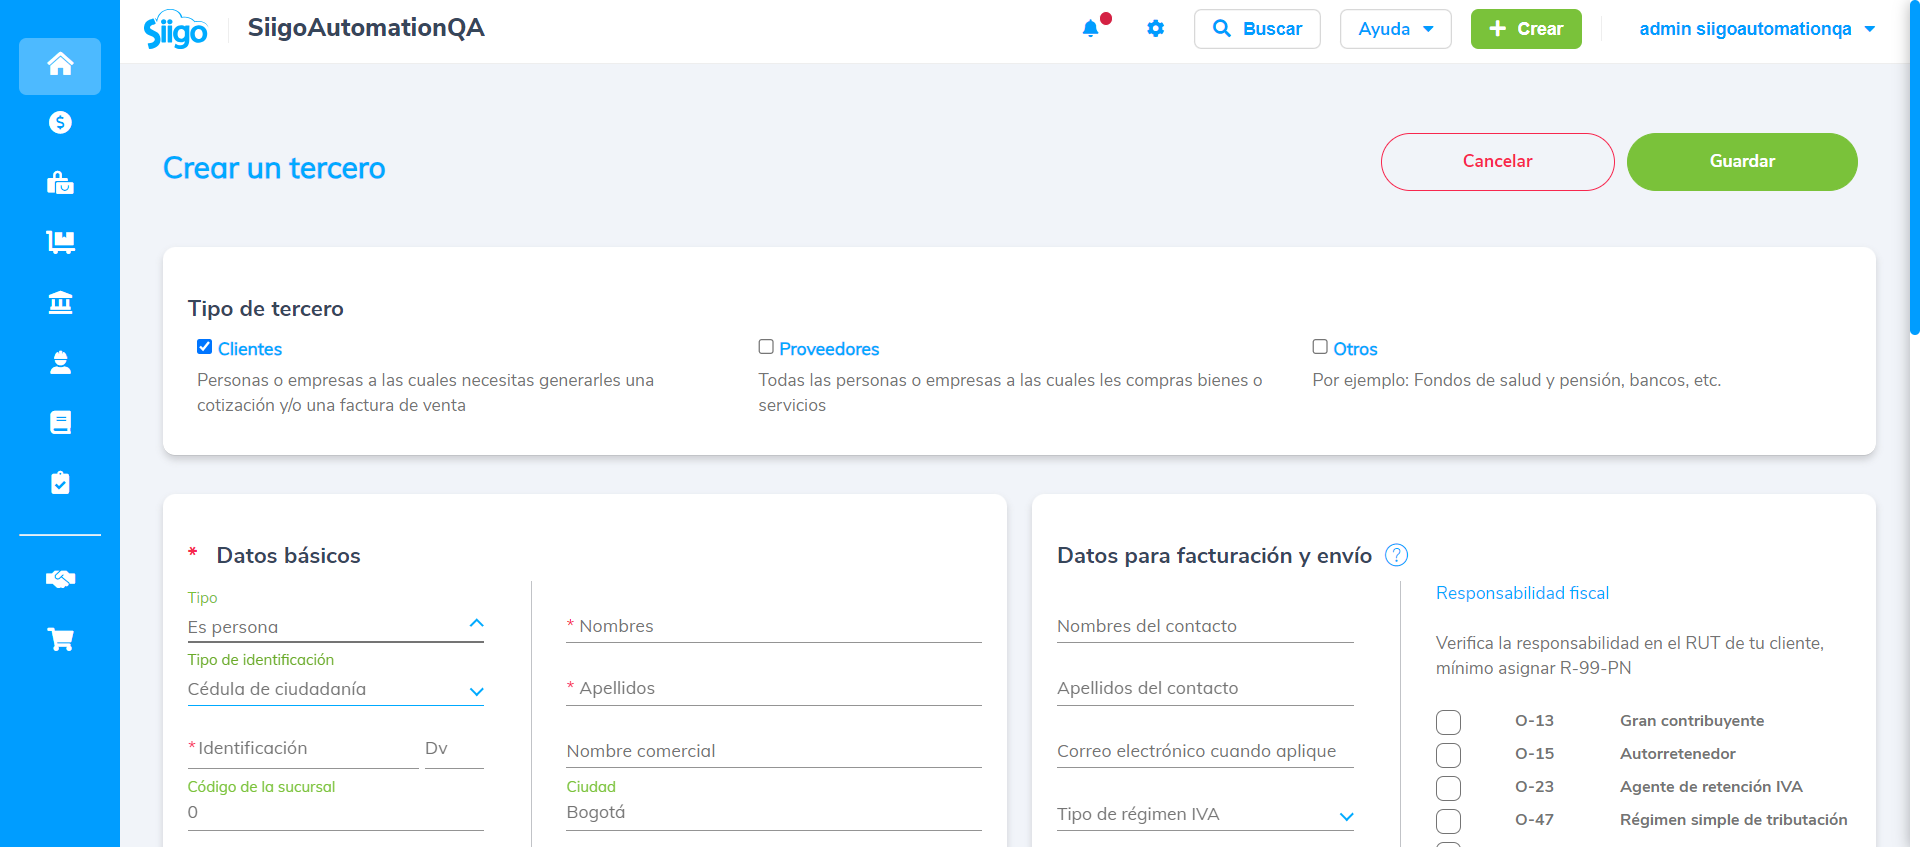 Siigo
SiigoAutomationQA
Buscar
Ayuda
Crear
admin siigoautomationqa
Crear un tercero
Cancelar
Guardar
Tipo de tercero
Clientes
Personas o empresas a las cuales necesitas generarles una
cotización y/o una factura de venta
Proveedores
Todas las personas o empresas a las cuales les compras bienes o
servicios
Otros
Por ejemplo: Fondos de salud y pensión, bancos, etc.
* Datos básicos
Tipo
Es persona
Tipo de identificación
Cédula de ciudadanía
*Identificación
Dv
Código de la sucursal
0
* Nombres
* Apellidos
Nombre comercial
Ciudad
Bogotá
Datos para facturación y envío ?
Nombres del contacto
Apellidos del contacto
Correo electrónico cuando aplique
Tipo de régimen IVA
Responsabilidad fiscal
Verifica la responsabilidad en el RUT de tu cliente,
mínimo asignar R-99-PN
O-13 Gran contribuyente
O-15 Autorretenedor
O-23 Agente de retención IVA
O-47 Régimen simple de tributación